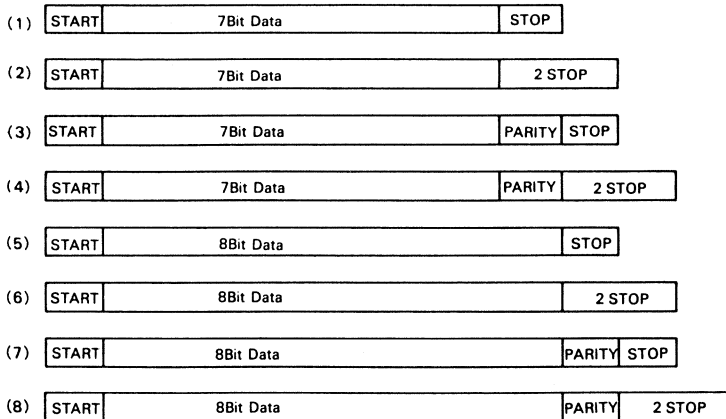 (1) START 7Bit Data STOP
(2) START 7Bit Data 2 STOP
(3) START 7Bit Data PARITY STOP
(4) START 7Bit Data PARITY 2 STOP
(5) START 8Bit Data STOP
(6) START 8Bit Data 2 STOP
(7) START 8Bit Data PARITY STOP
(8) START 8Bit Data PARITY 2 STOP